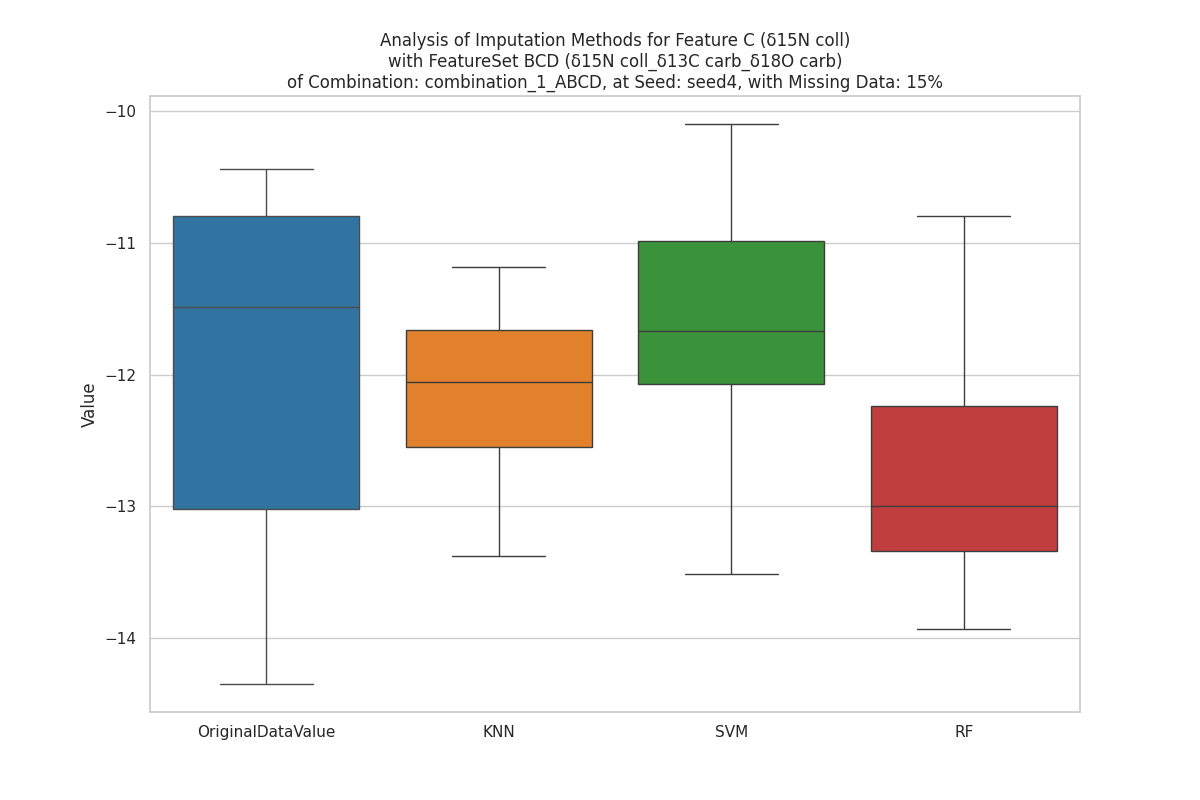 Analysis of Imputation Methods for Feature C (δ15N coll)
with FeatureSet BCD (δ15N coll_δ13C carb_δ18O carb)
of Combination: combination_1_ABCD, at Seed: seed4, with Missing Data: 15%
−10
−11
−12
−13
−14
Value
OriginalDataValue
KNN
SVM
RF